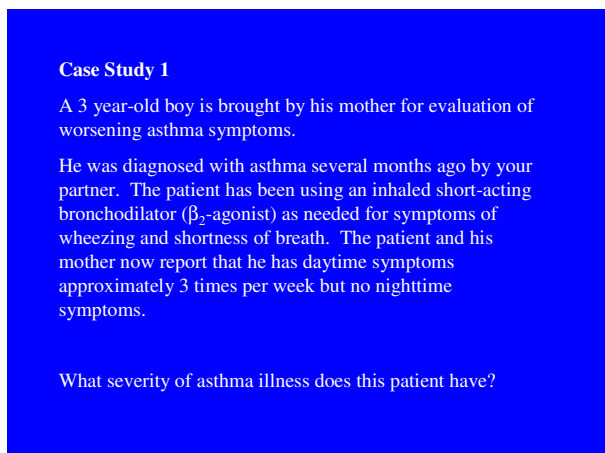 Case Study 1
A 3 year-old boy is brought by his mother for evaluation of
worsening asthma symptoms.
He was diagnosed with asthma several months ago by your
partner.  The patient has been using an inhaled short-acting
bronchodilator (β₂-agonist) as needed for symptoms of
wheezing and shortness of breath.  The patient and his
mother now report that he has daytime symptoms
approximately 3 times per week but no nighttime
symptoms.
What severity of asthma illness does this patient have?